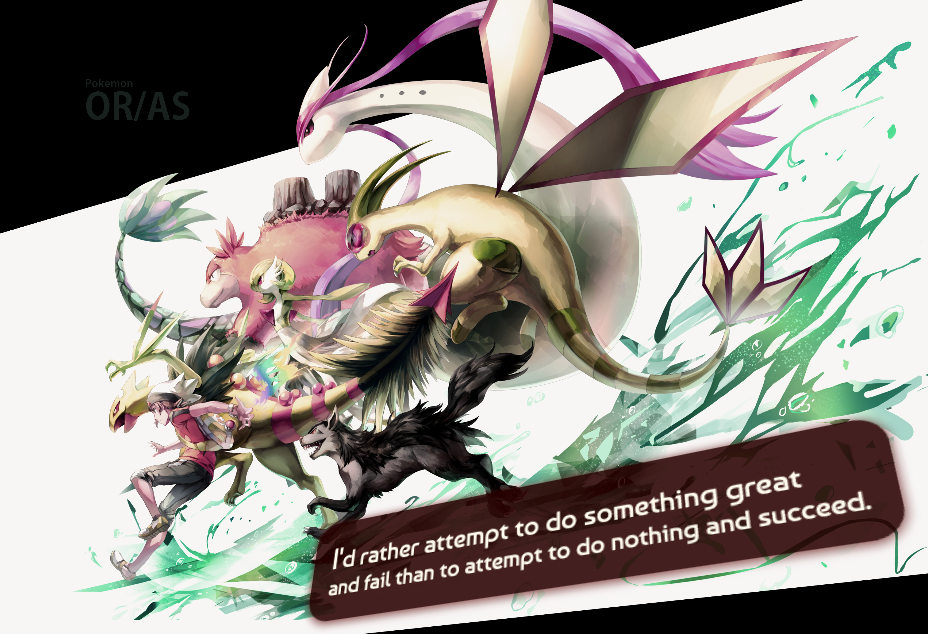 Pokemon
OR/AS
I'd rather attempt to do something great
and fail than to attempt to do nothing and succeed.